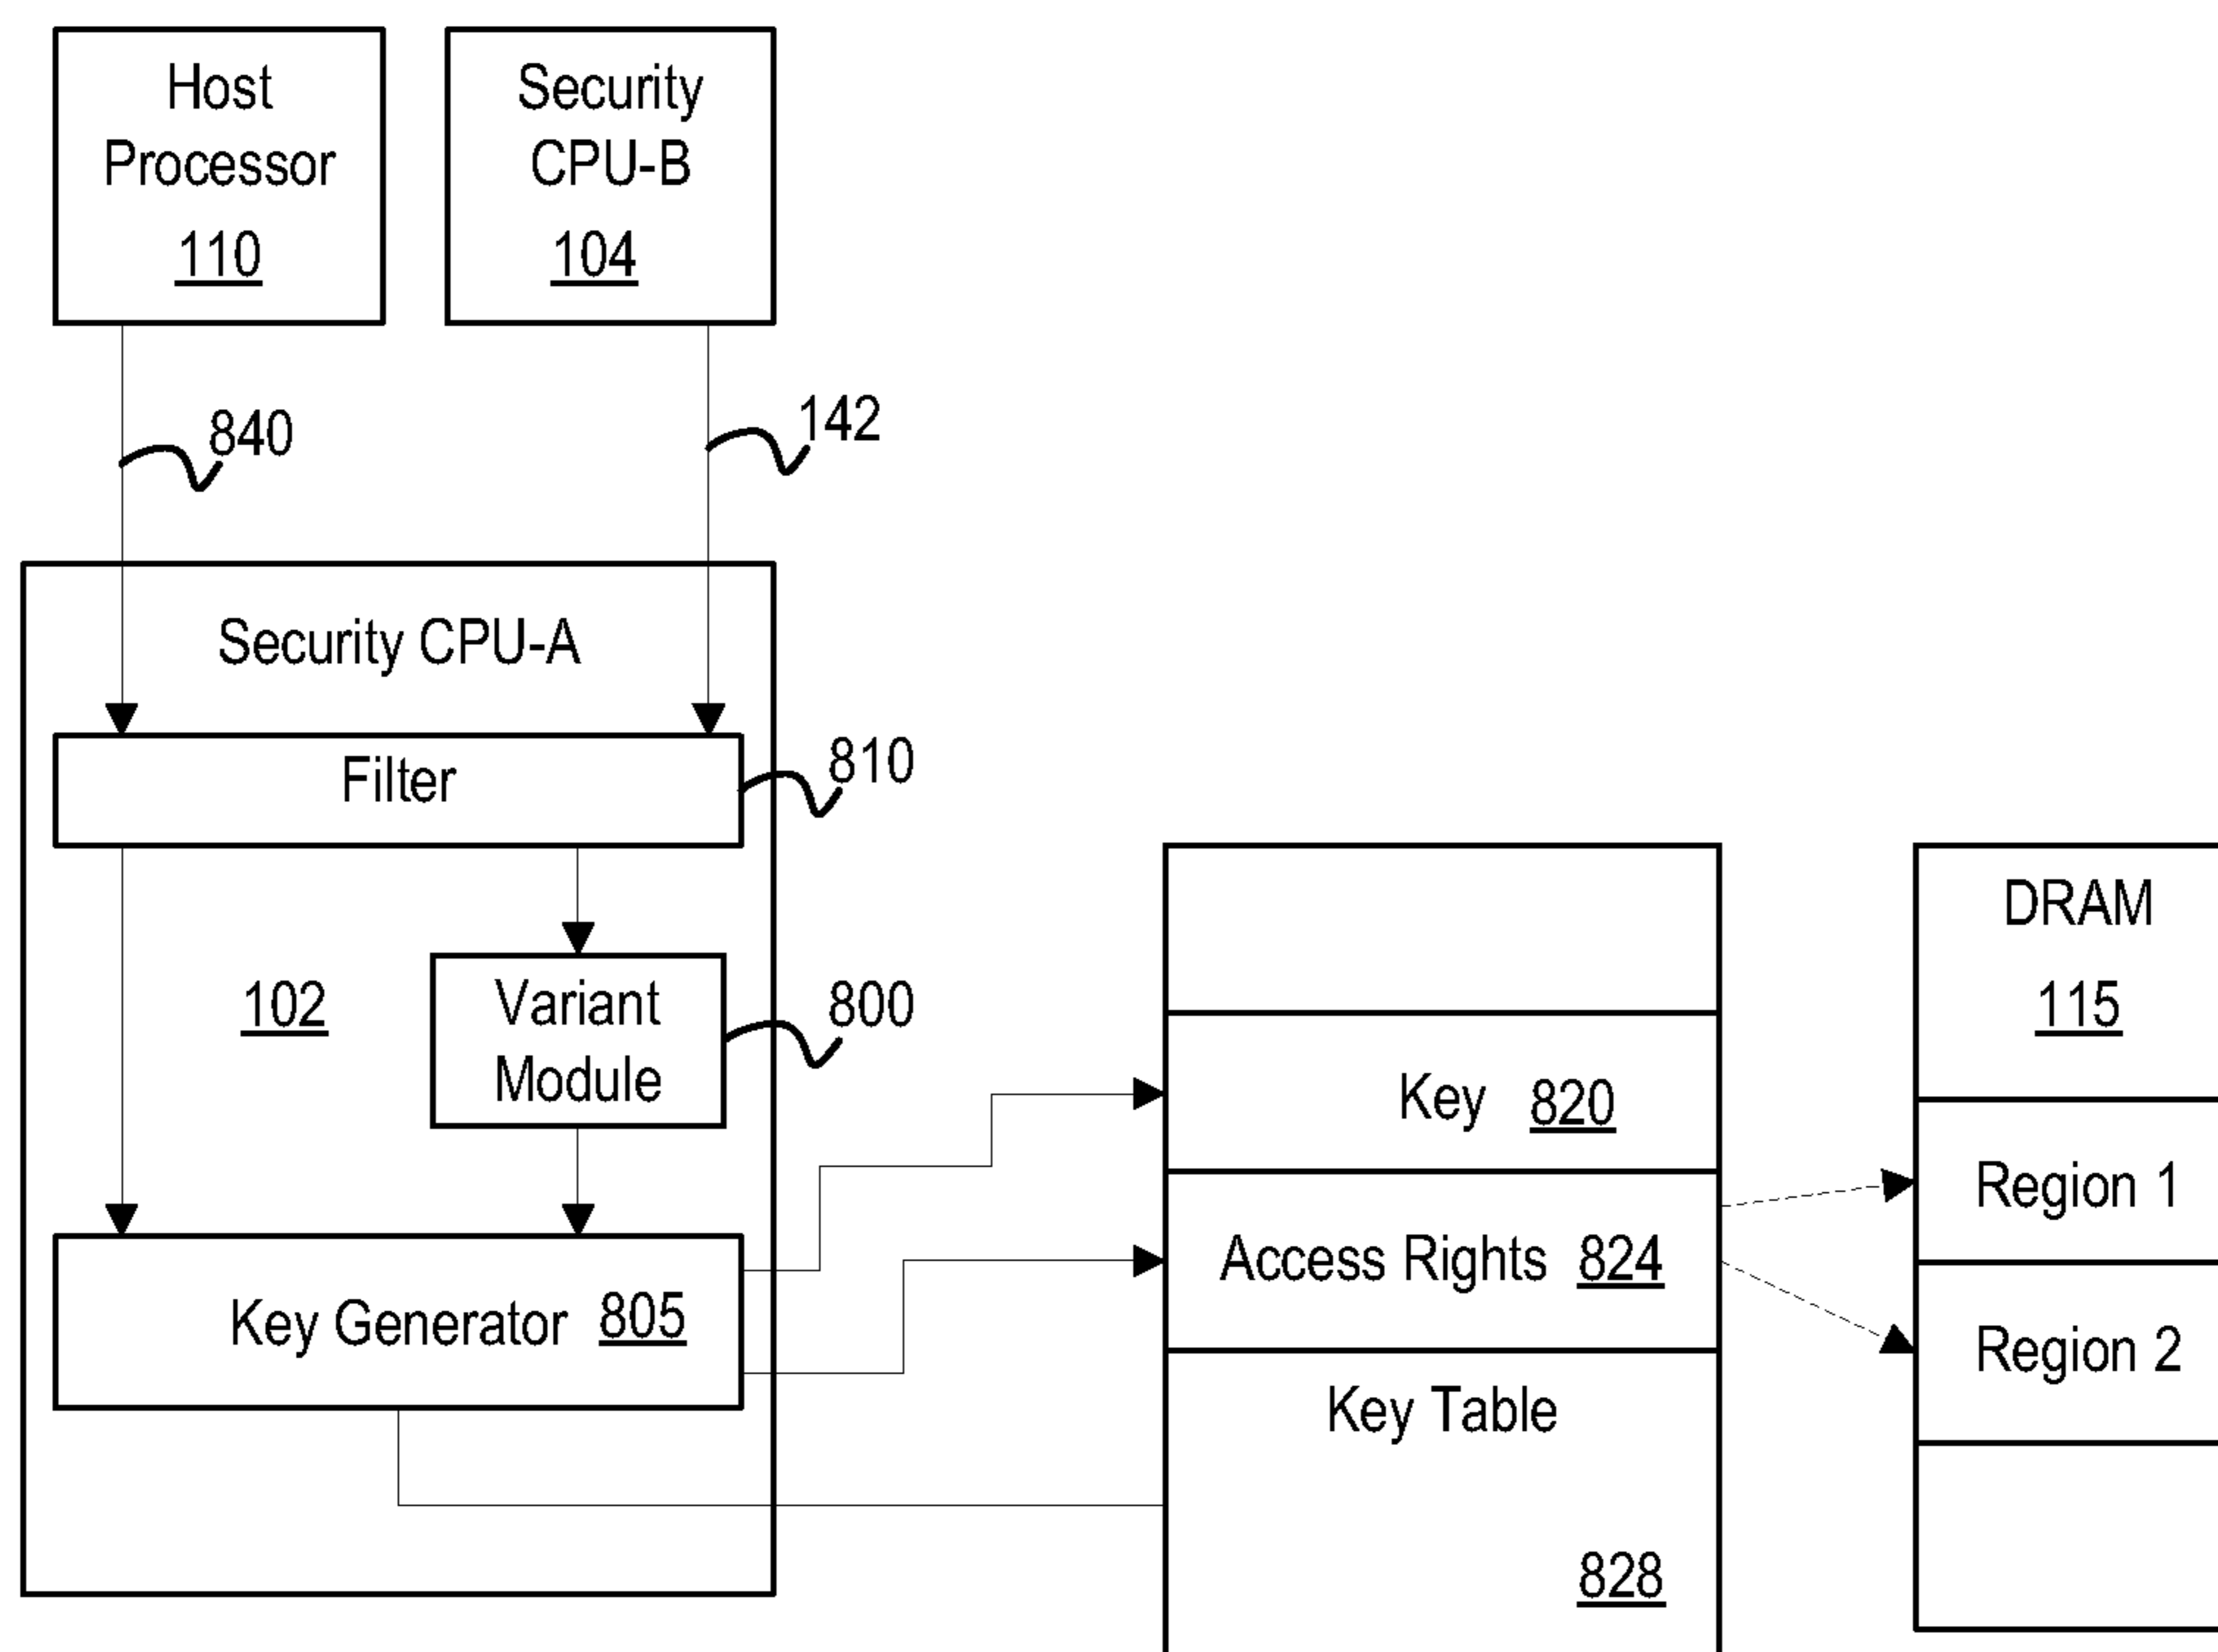 Host
Processor
110
Security
CPU-B
104
840
142
Security CPU-A
Filter
810
102
Variant
Module
800
Key Generator 805
Key 820
Access Rights 824
Key Table
828
DRAM
115
Region 1
Region 2